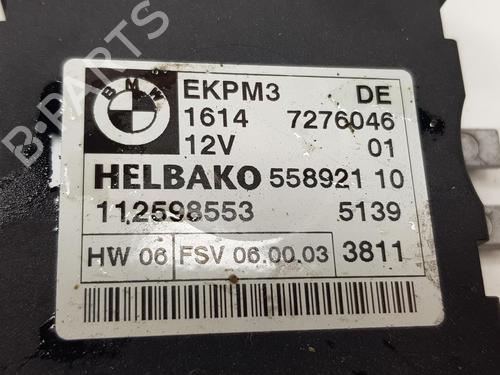 BMW
EKPM3 DE
1614 7276046
12V 01
HELBAKO 558921 10
112598553 5139
HW 06 FSV 06.00.03 3811
B-PARTS